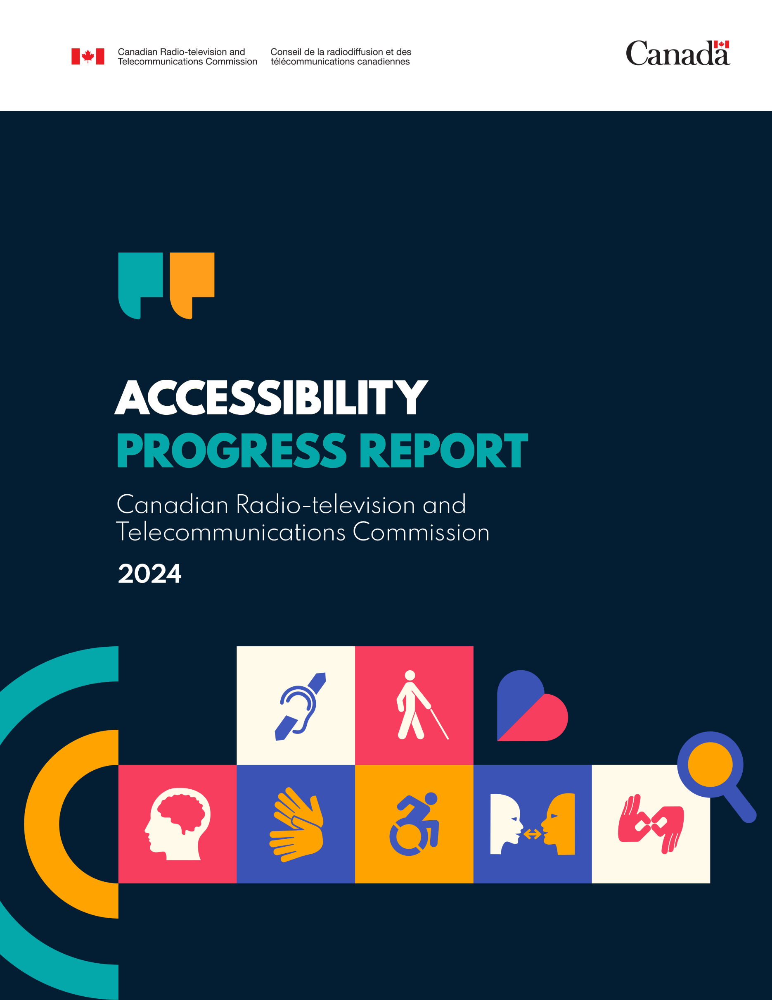 Canadian Radio-television and
Telecommunications Commission
Conseil de la radiodiffusion et des
télécommunications canadiennes
Canada
ACCESSIBILITY
PROGRESS REPORT
Canadian Radio-television and
Telecommunications Commission
2024